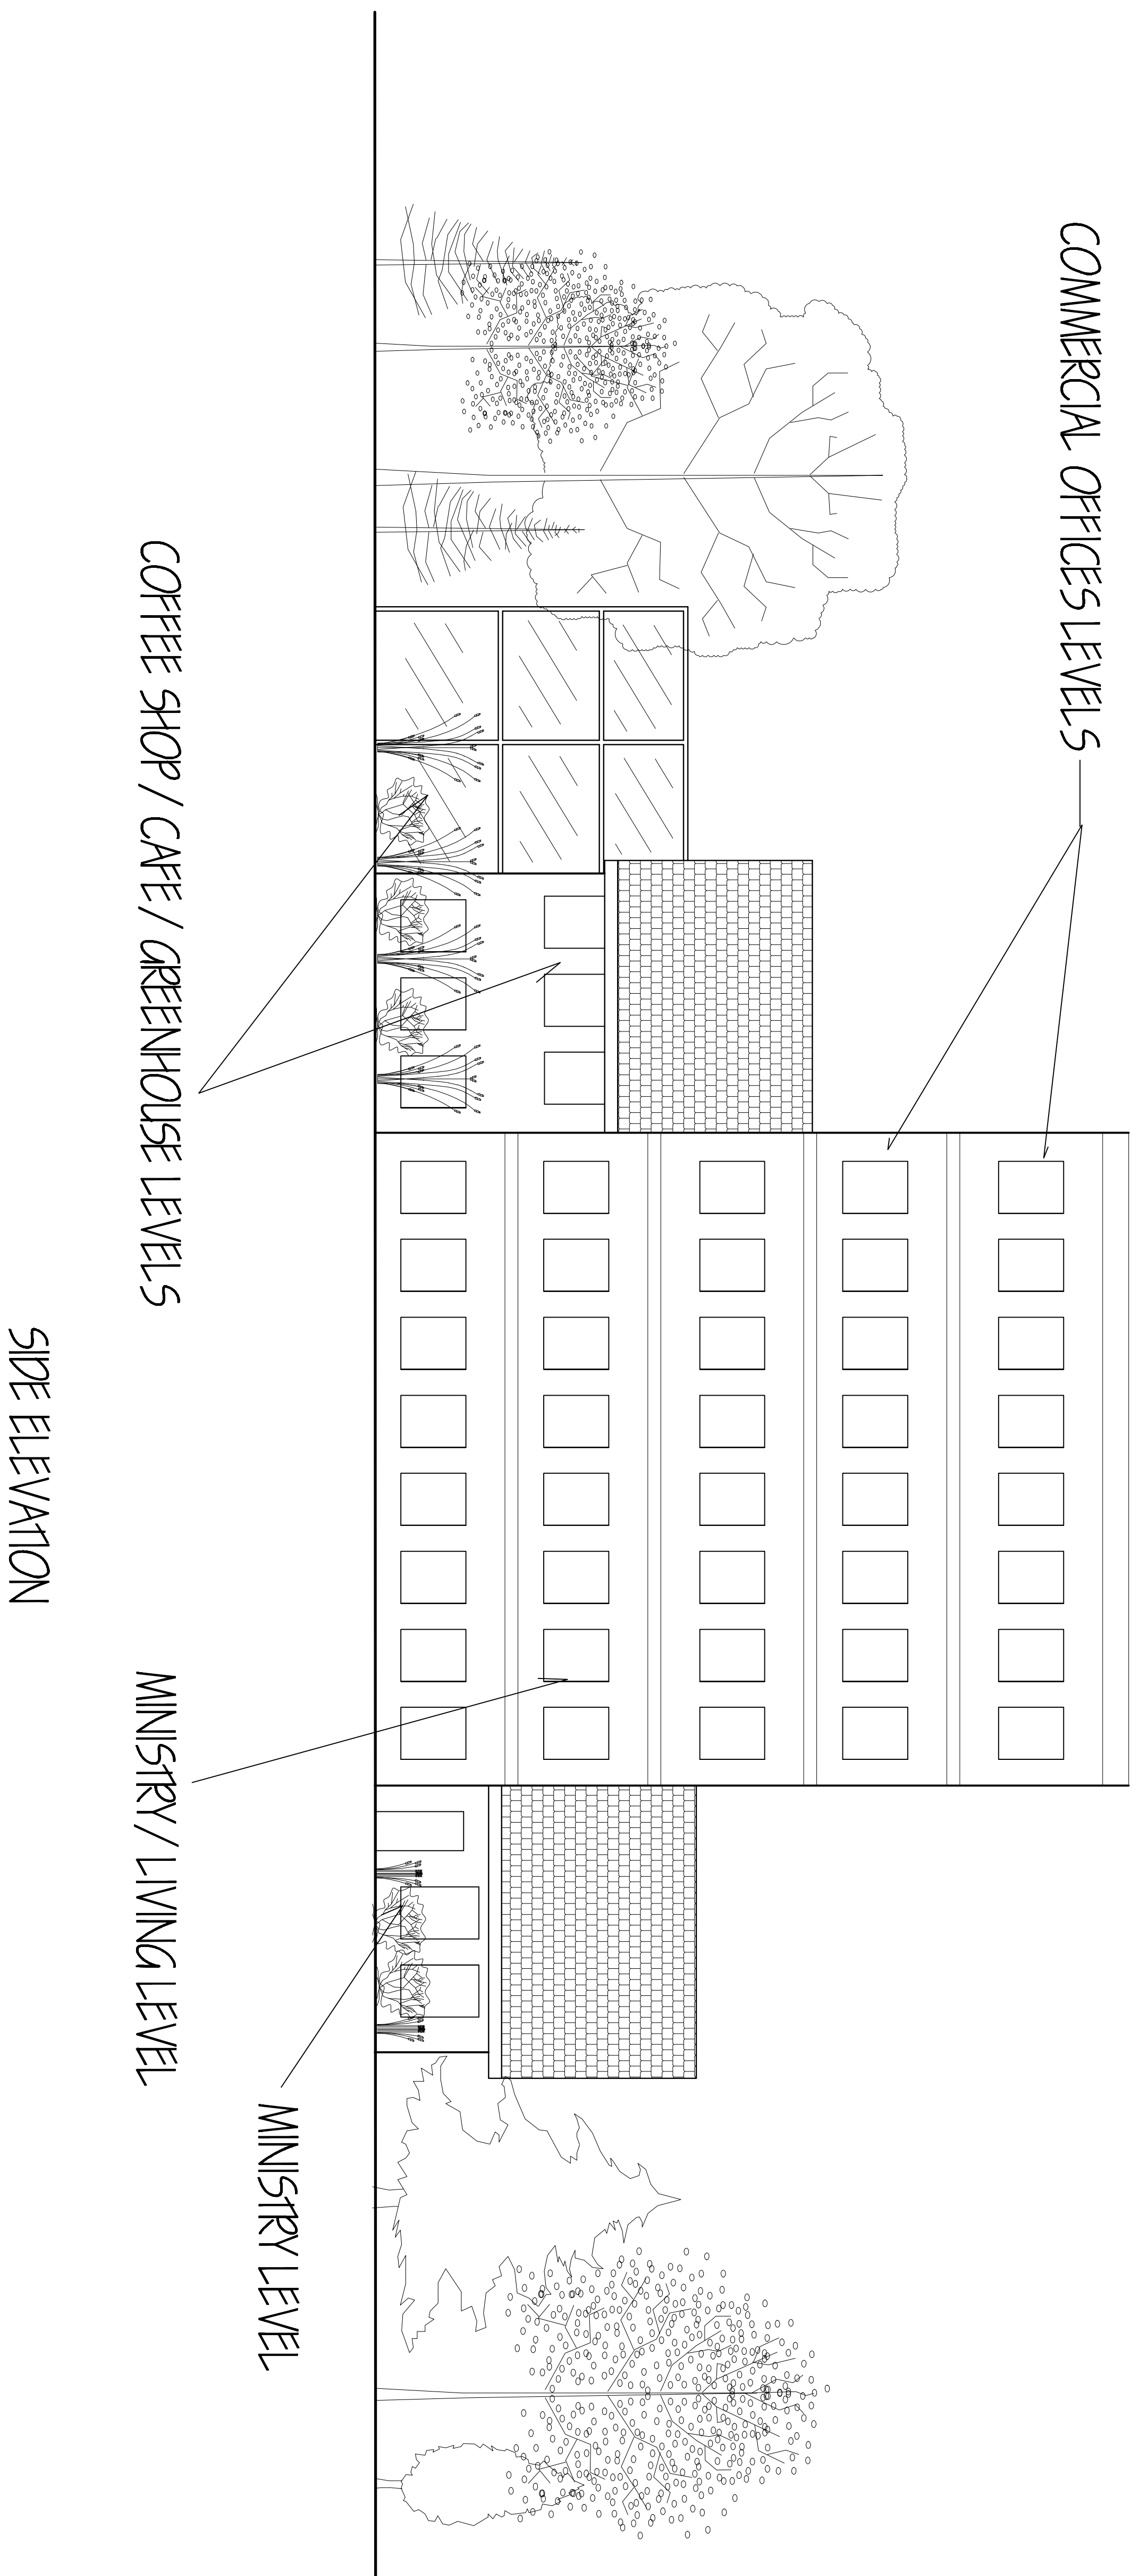 COMMERCIAL OFFICES LEVELS
COFFEE SHOP / CAFE / GREENHOUSE LEVELS
MINISTRY / LIVING LEVEL
MINISTRY LEVEL
SIDE ELEVATION